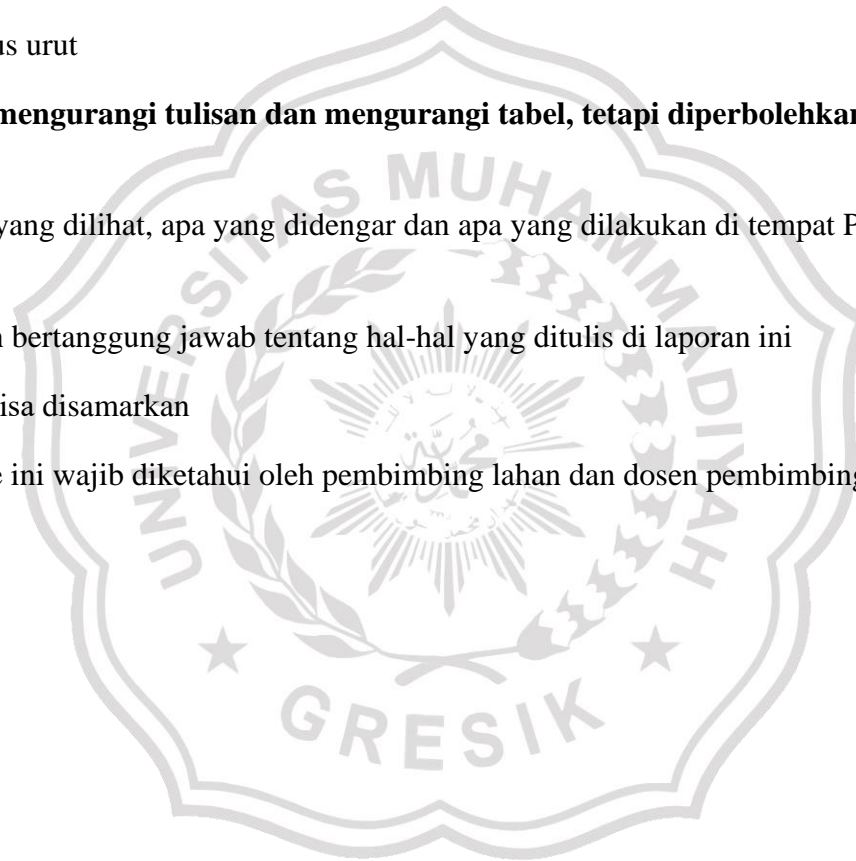 us urut
mengurangi tulisan dan mengurangi tabel, tetapi diperbolehkan
yang dilihat, apa yang didengar dan apa yang dilakukan di tempat P
bertanggung jawab tentang hal-hal yang ditulis di laporan ini
isa disamarkan
e ini wajib diketahui oleh pembimbing lahan dan dosen pembimbing
UNIVERSITAS MUHAMMADIYAH
GRESIK